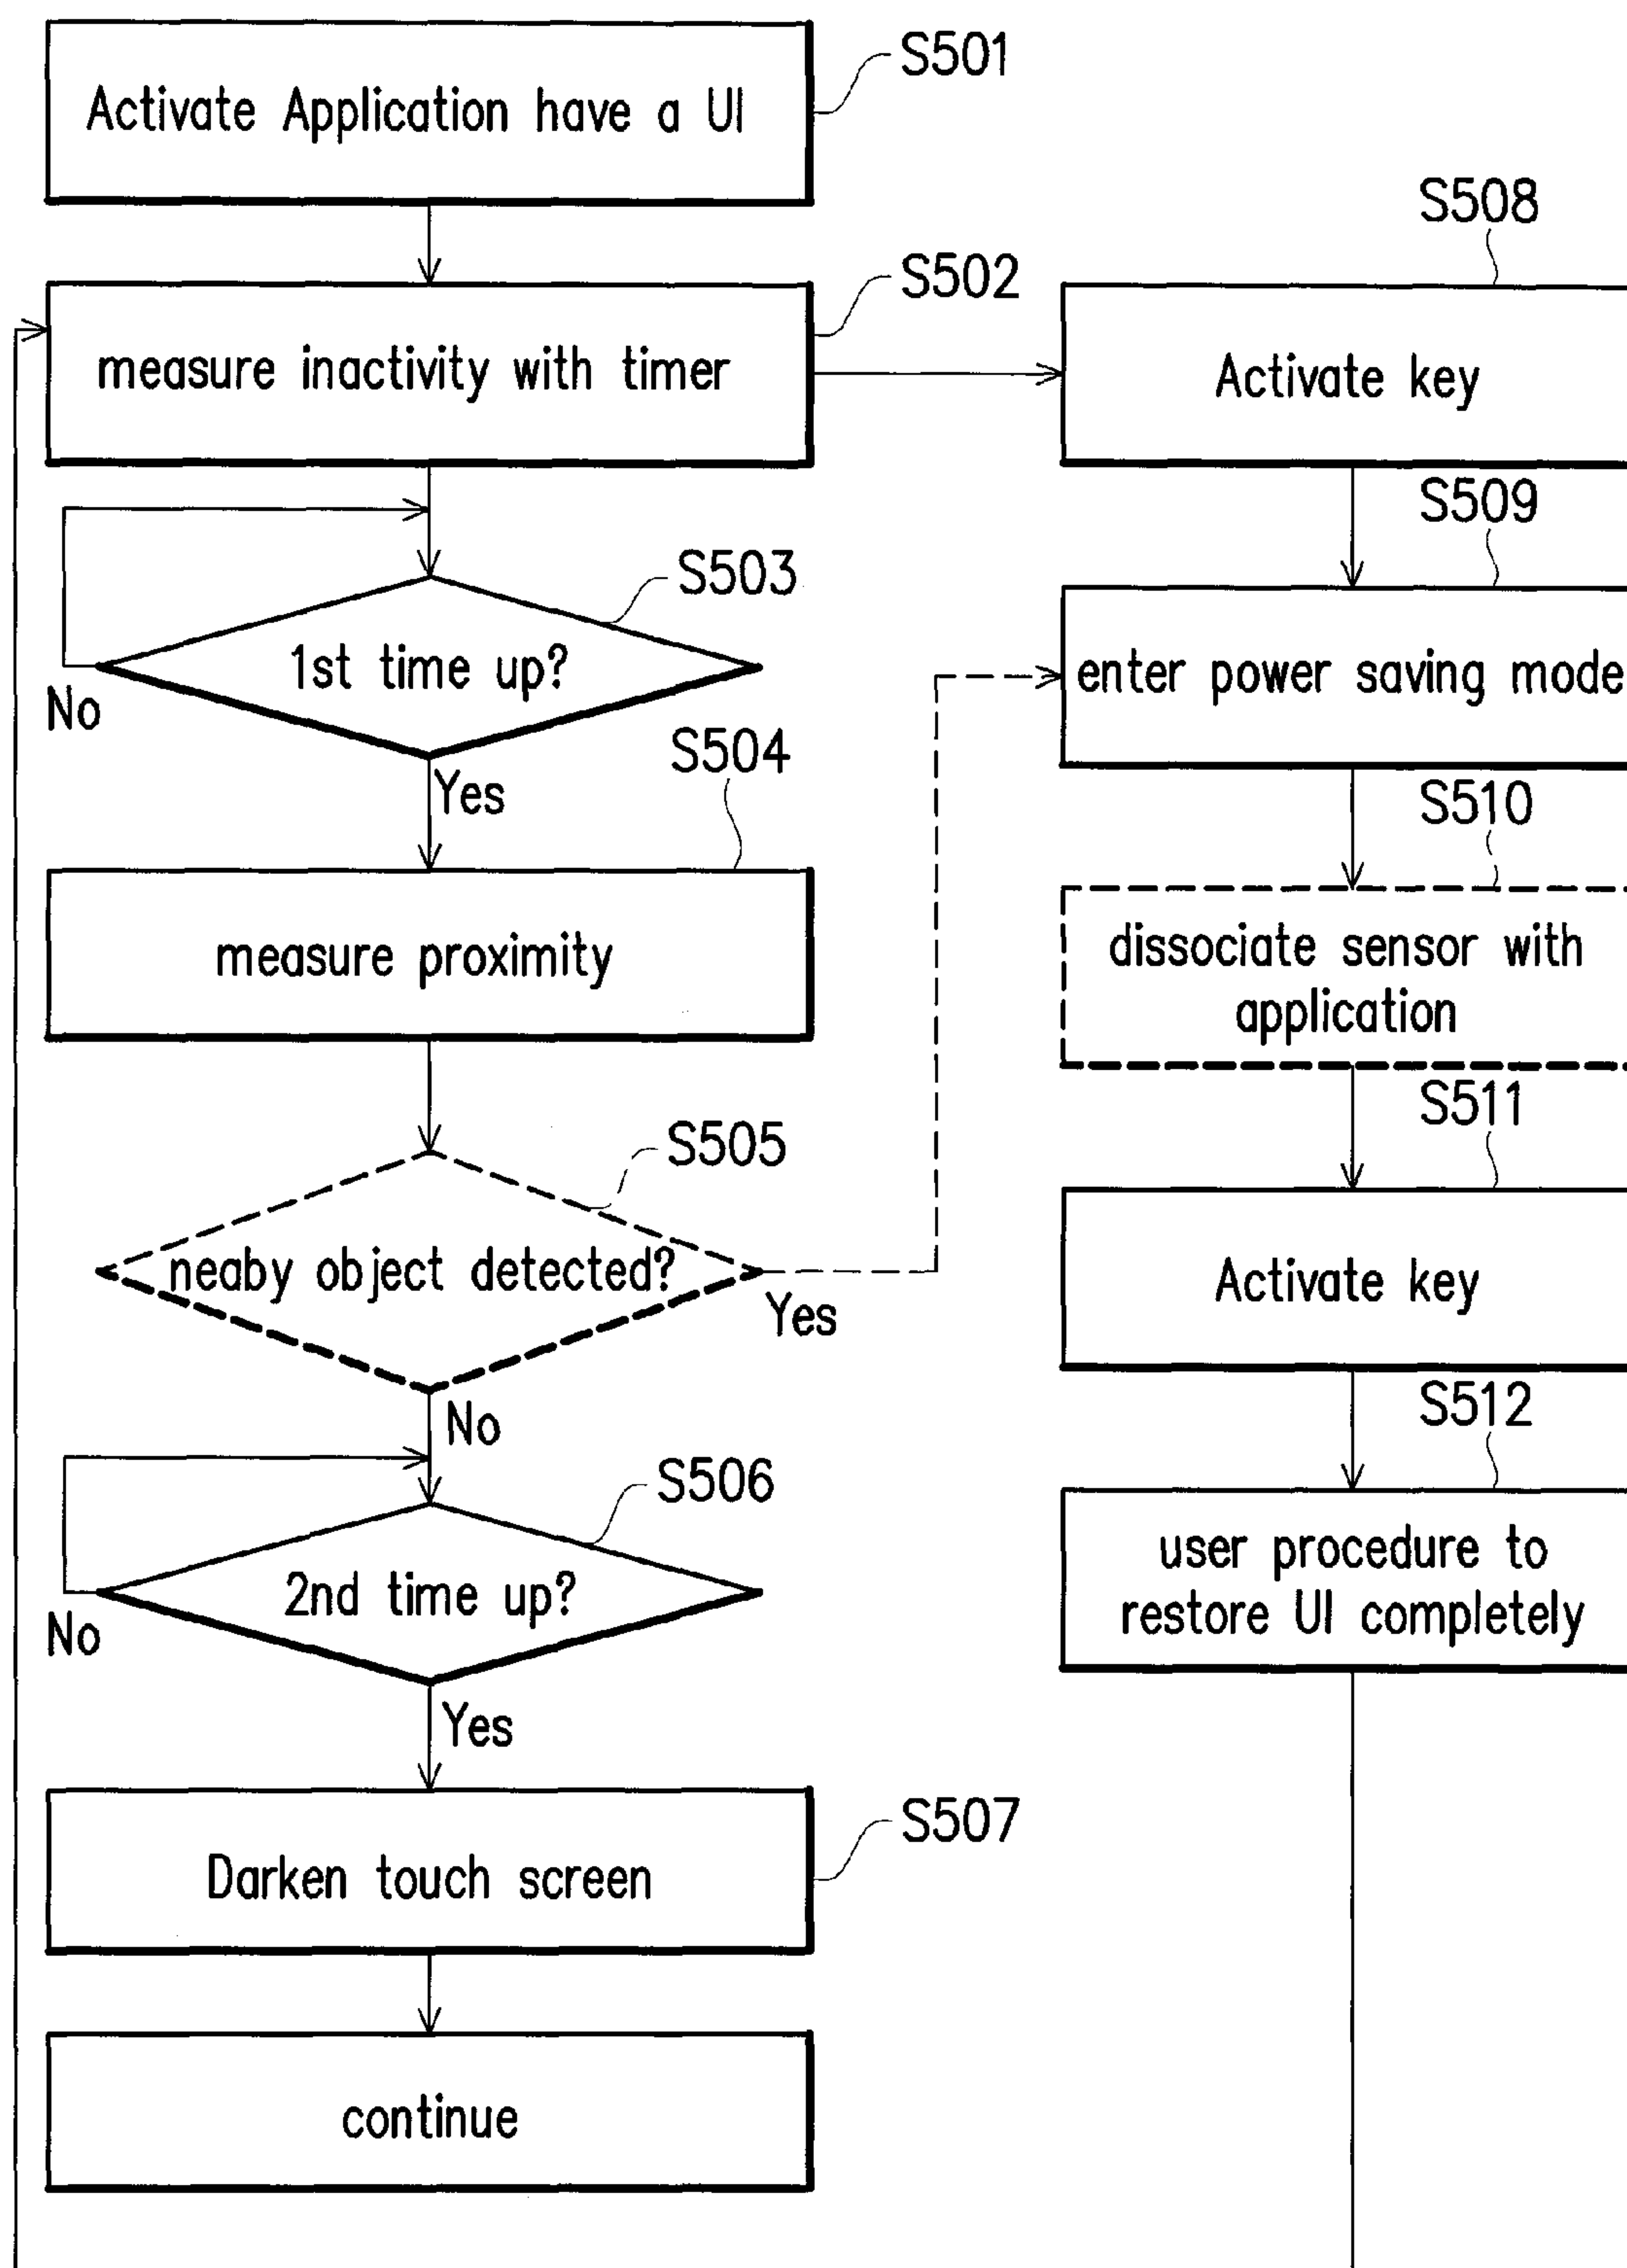 Activate Application have a UI
S501
measure inactivity with timer
S502
1st time up?
S503
No
Yes
S504
measure proximity
neaby object detected?
S505
Yes
No
2nd time up?
S506
No
Yes
Darken touch screen
S507
continue
S508
Activate key
S509
enter power saving mode
S510
dissociate sensor with
application
S511
Activate key
S512
user procedure to
restore UI completely